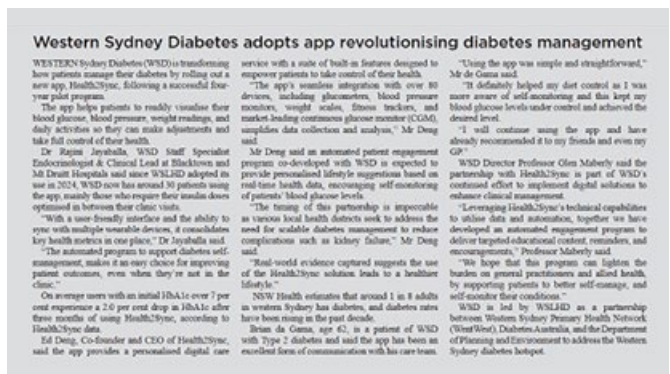 Western Sydney Diabetes adopts app revolutionising diabetes management
WESTERN Sydney Diabetes (WSD) is transforming
how patients manage their diabetes by rolling out a
new app, Health2Sync, following a successful four-
year pilot program.
The app helps patients to readily visualise their
blood glucose, blood pressure, weight readings, and
daily activities so they can make adjustments and
take full control of their health.
Dr Rajini Jayaballa, WSD Staff Specialist
Endocrinologist & Clinical Lead at Blacktown and
Mt Druitt Hospitals said since WSLHD adopted its
use in 2024, WSD now has around 30 patients using
the app, mainly those who require their insulin doses
optimised in between their clinic visits.
"With a user-friendly interface and the ability to
sync with multiple wearable devices, it consolidates
key health metrics in one place," Dr Jayaballa said.
"The automated program to support diabetes self-
management, makes it an easy choice for improving
patient outcomes, even when they're not in the
clinic."
On average users with an initial HbA1c over 7 per
cent experience a 2.0 per cent drop in HbA1c after
three months of using Health2Sync, according to
Health2Sync data.
Ed Deng, Co-founder and CEO of Health2Sync,
said the app provides a personalised digital care
service with a suite of built-in features designed to
empower patients to take control of their health.
"The app's seamless integration with over 80
devices, including glucometers, blood pressure
monitors, weight scales, fitness trackers, and
market-leading continuous glucose monitor (CGM),
simplifies data collection and analysis," Mr Deng
said.
Mr Deng said an automated patient engagement
program co-developed with WSD is expected to
provide personalised lifestyle suggestions based on
real-time health data, encouraging self-monitoring
of patients' blood glucose levels.
"The timing of this partnership is impeccable
as various local health districts seek to address the
need for scalable diabetes management to reduce
complications such as kidney failure," Mr Deng
said.
"Real-world evidence captured suggests the use
of the Health2Sync solution leads to a healthier
lifestyle."
NSW Health estimates that around 1 in 8 adults
in western Sydney has diabetes, and diabetes rates
have been rising in the past decade.
Brian da Gama, age 62, is a patient of WSD
with Type 2 diabetes and said the app has been an
excellent form of communication with his care team.
"Using the app was simple and straightforward,"
Mr de Gama said.
"It definitely helped my diet control as I was
more aware of self-monitoring and this kept my
blood glucose levels under control and achieved the
desired level.
"I will continue using the app and have
already recommended it to my friends and even my
GP."
WSD Director Professor Glen Maberly said the
partnership with Health2Sync is part of WSD's
continued effort to implement digital solutions to
enhance clinical management.
"Leveraging Health2Sync's technical capabilities
to utilise data and automation, together we have
developed an automated engagement program to
deliver targeted educational content, reminders, and
encouragements," Professor Maberly said.
"We hope that this program can lighten the
burden on general practitioners and allied health,
by supporting patients to better self-manage, and
self-monitor their conditions."
WSD is led by WSLHD as a partnership
between Western Sydney Primary Health Network
(WentWest), Diabetes Australia, and the Department
of Planning and Environment to address the Western
Sydney diabetes hotspot.